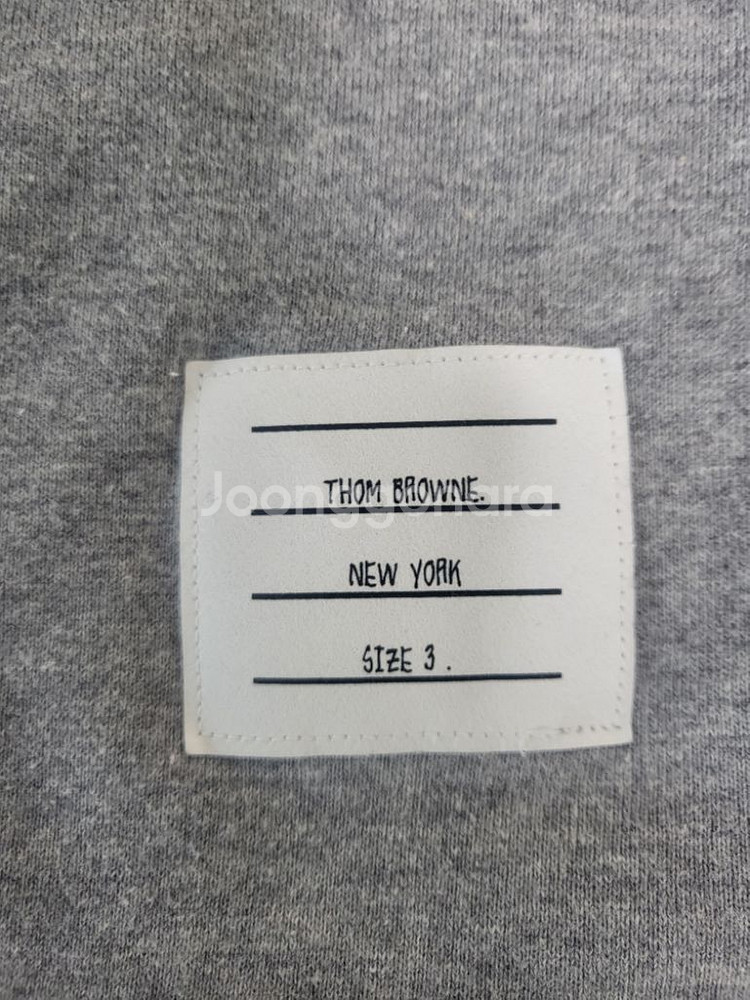 THOM BROWNE.
Joonggonara
NEW YORK
SIZE 3 .